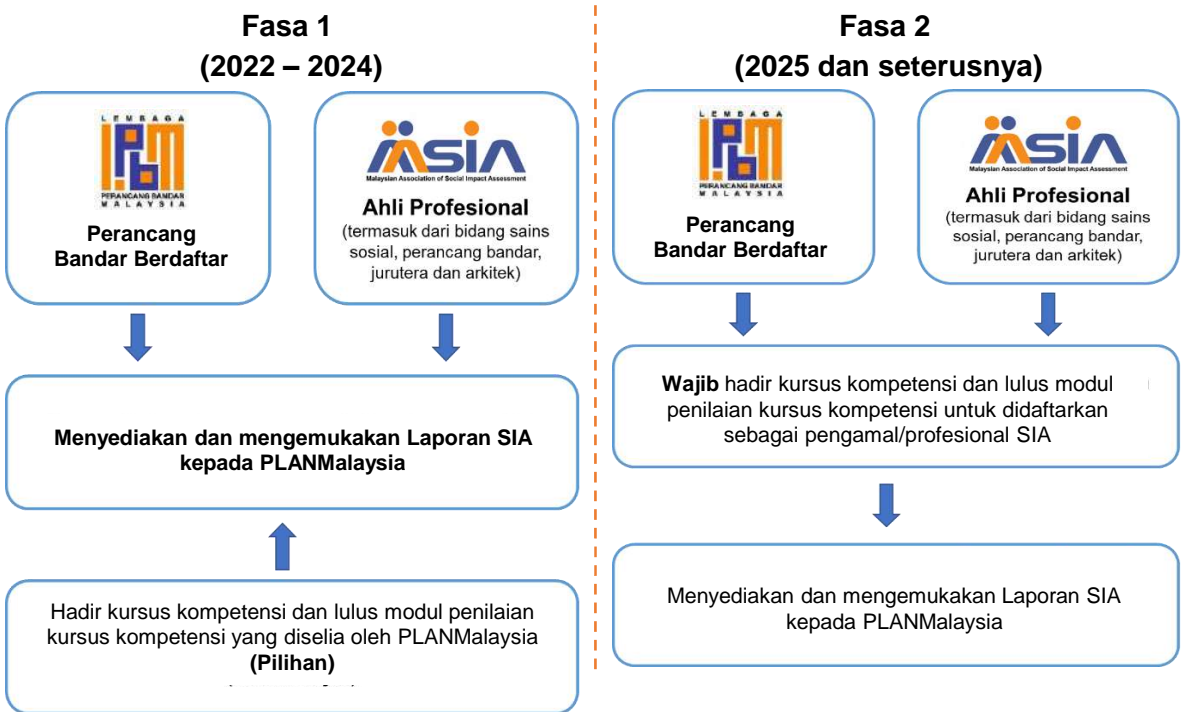 Fasa 1
(2022 – 2024)
LEMBAGA
PERANCANG BANDAR
MALAYSIA
Perancang
Bandar Berdaftar
MSIA
Malaysian Association of Social Impact Assessment
Ahli Profesional
(termasuk dari bidang sains
sosial, perancang bandar,
jurutera dan arkitek)
Menyediakan dan mengemukakan Laporan SIA
kepada PLANMalaysia
Hadir kursus kompetensi dan lulus modul penilaian
kursus kompetensi yang diselia oleh PLANMalaysia
(Pilihan)
Fasa 2
(2025 dan seterusnya)
LEMBAGA
PERANCANG BANDAR
MALAYSIA
Perancang
Bandar Berdaftar
MSIA
Malaysian Association of Social Impact Assessment
Ahli Profesional
(termasuk dari bidang sains
sosial, perancang bandar,
jurutera dan arkitek)
Wajib hadir kursus kompetensi dan lulus modul
penilaian kursus kompetensi untuk didaftarkan
sebagai pengamal/profesional SIA
Menyediakan dan mengemukakan Laporan SIA
kepada PLANMalaysia